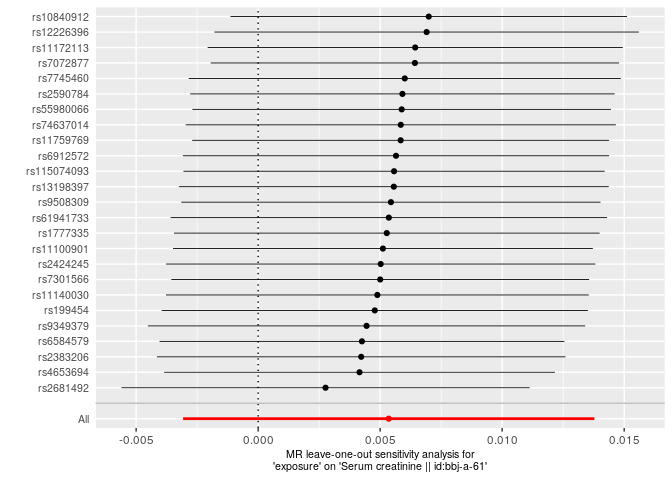 rs10840912
rs12226396
rs11172113
rs7072877
rs7745460
rs2590784
rs55980066
rs74637014
rs11759769
rs6912572
rs115074093
rs13198397
rs9508309
rs61941733
rs1777335
rs11100901
rs2424245
rs7301566
rs11140030
rs199454
rs9349379
rs6584579
rs2383206
rs4653694
rs2681492
All
-0.005 0.000 0.005 0.010 0.015
MR leave-one-out sensitivity analysis for
'exposure' on 'Serum creatinine || id:bbj-a-61'